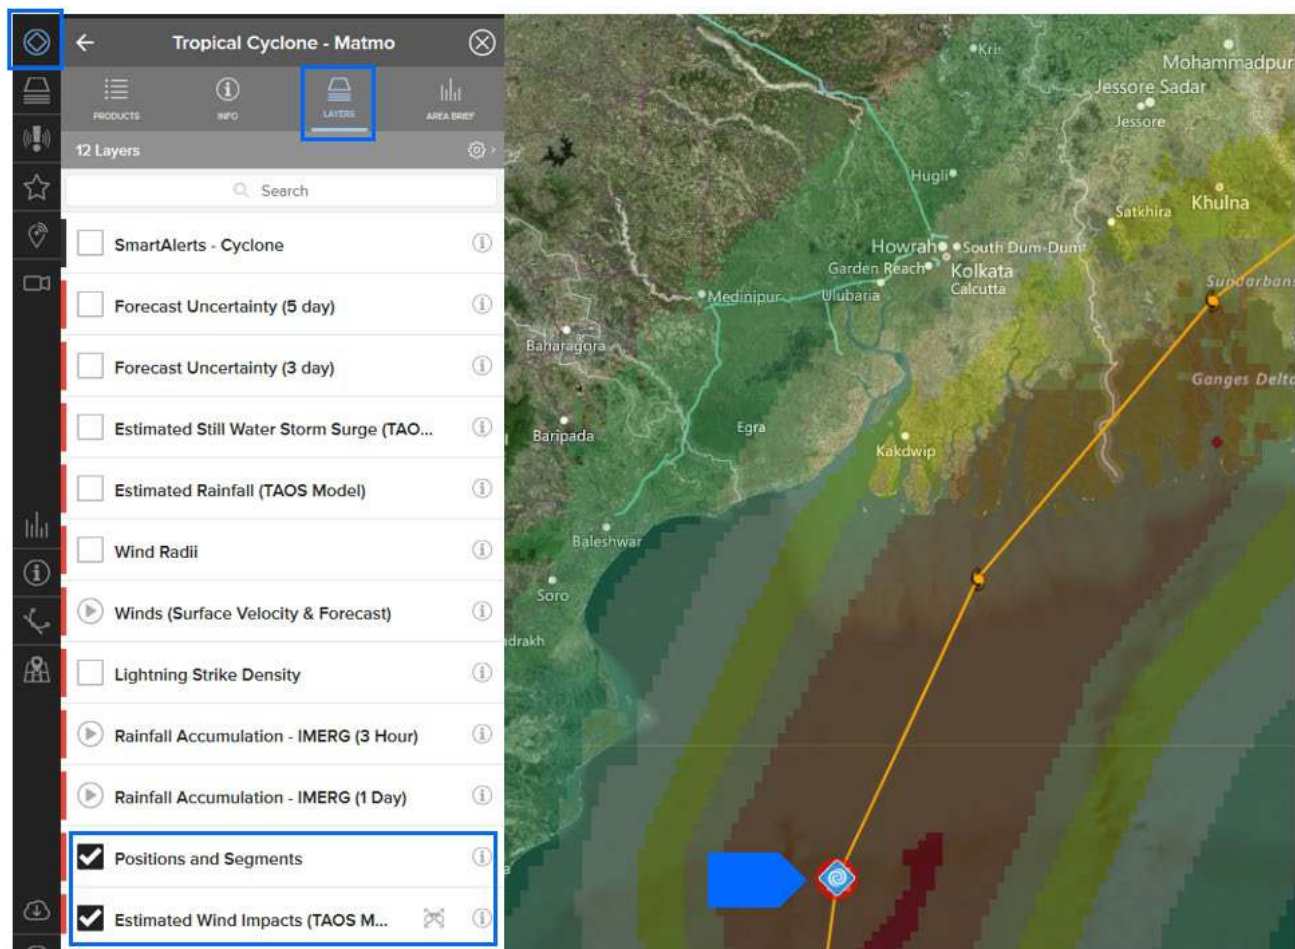 Tropical Cyclone - Matmo
PRODUCTS
INFO
LAYERS
AREA BRIEF
12 Layers
Search
SmartAlerts - Cyclone
Forecast Uncertainty (5 day)
Forecast Uncertainty (3 day)
Estimated Still Water Storm Surge (TAO...
Estimated Rainfall (TAOS Model)
Wind Radii
Winds (Surface Velocity & Forecast)
Lightning Strike Density
Rainfall Accumulation - IMERG (3 Hour)
Rainfall Accumulation - IMERG (1 Day)
Positions and Segments
Estimated Wind Impacts (TAOS M...
Kris
Mohammadpur
Jessore Sadar
Jessore
Hugli
Satkhira
Khulna
Howrah
South Dum-Dum
Garden Reach
Kolkata
Calcutta
Medinipur
Ulubaria
Sundarbans
Baharagora
Ganges Delta
Baripada
Egra
Kakdwip
Baleshwar
Soro
drakh